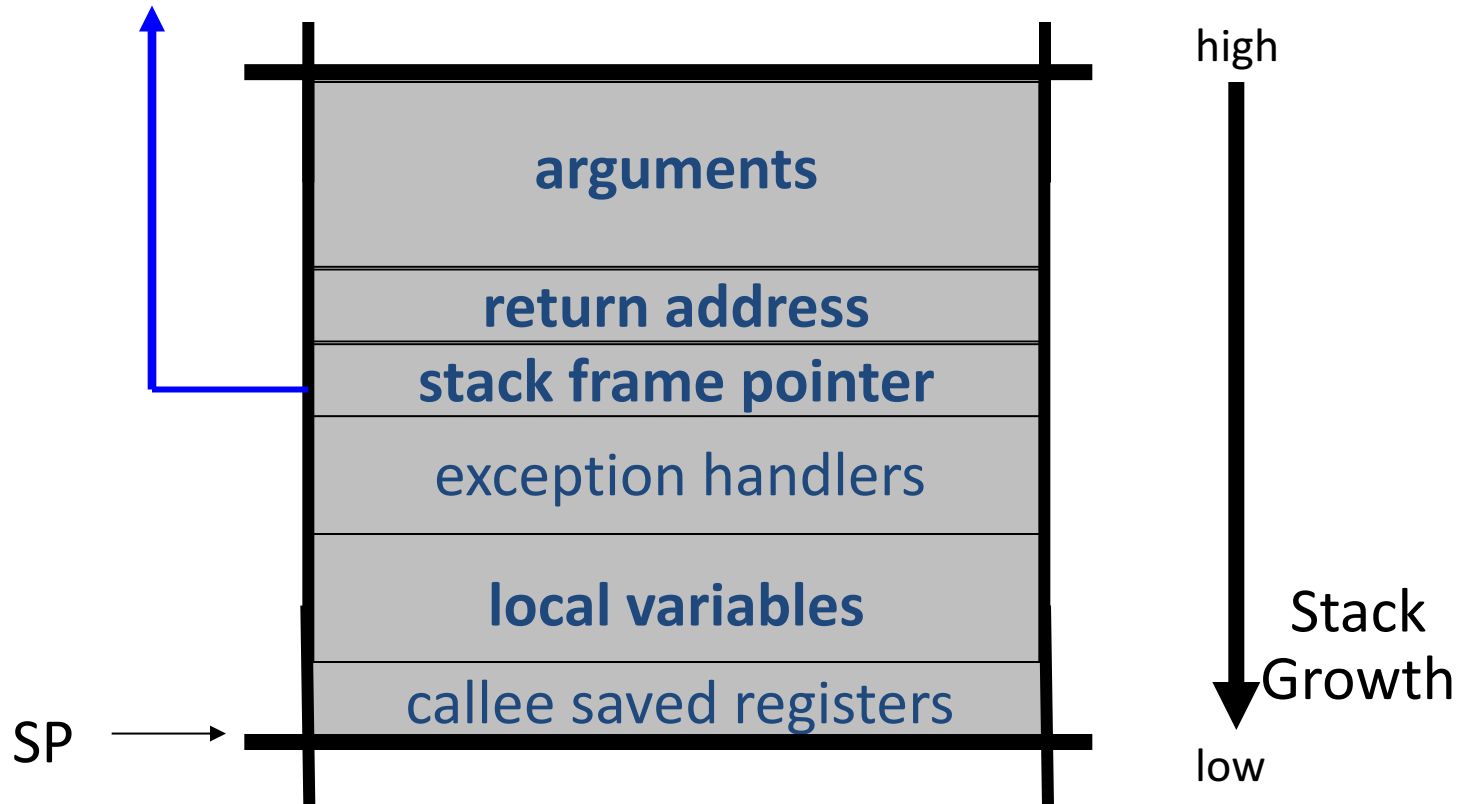 high
arguments
return address
stack frame pointer
exception handlers
local variables
Stack
Growth
callee saved registers
SP
low